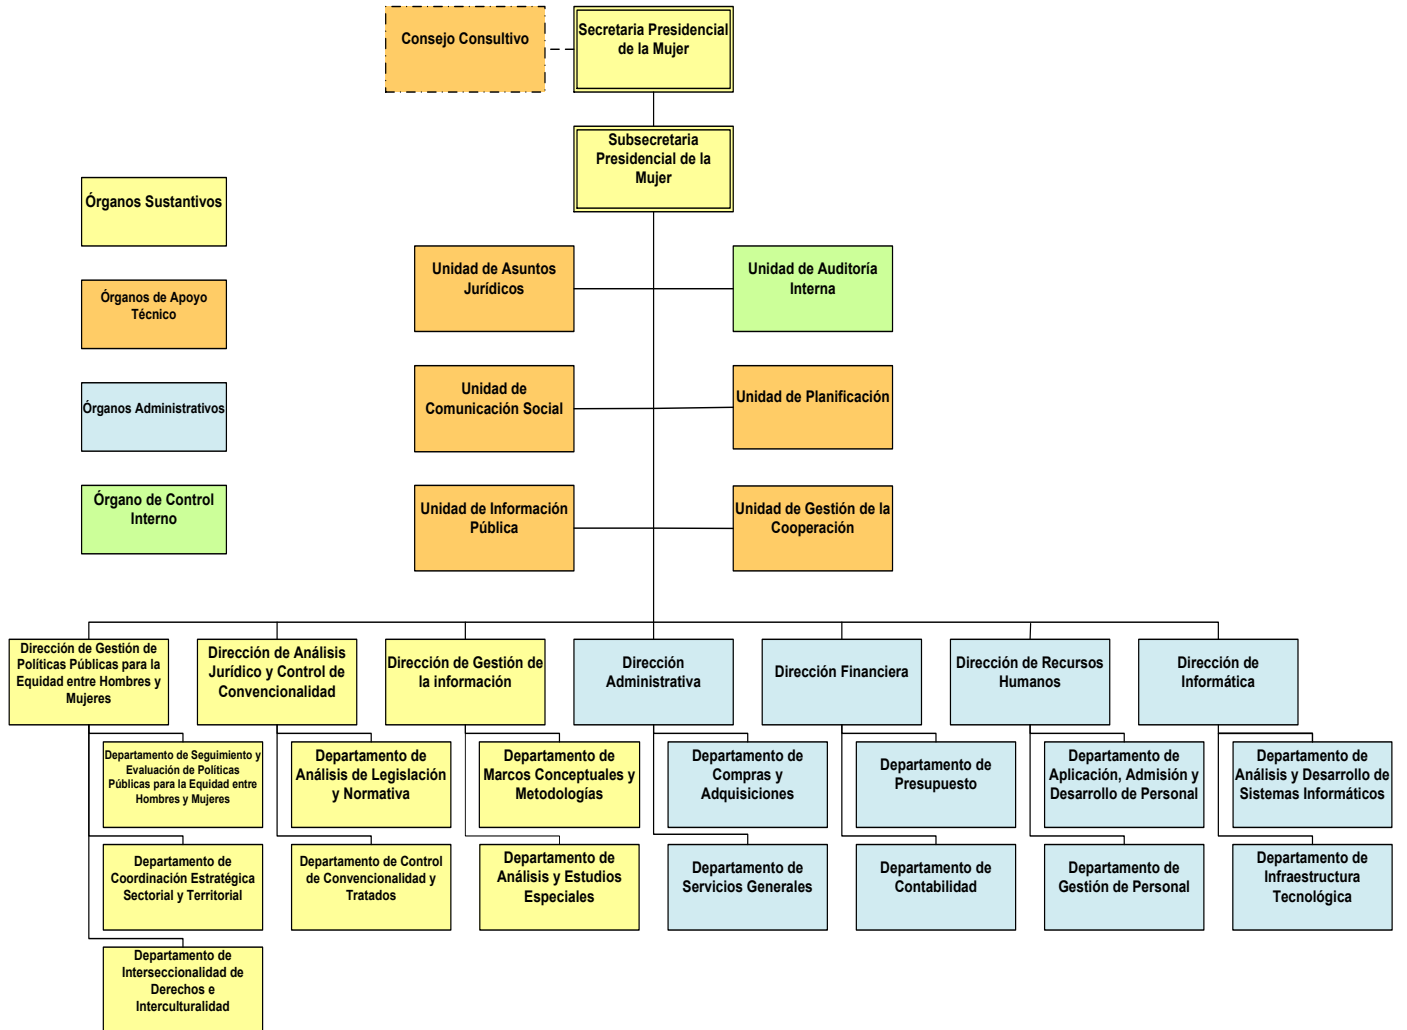 Consejo Consultivo
Secretaria Presidencial
de la Mujer
Subsecretaria
Presidencial de la
Mujer
Órganos Sustantivos
Órganos de Apoyo
Técnico
Órganos Administrativos
Órgano de Control
Interno
Unidad de Asuntos
Jurídicos
Unidad de Auditoría
Interna
Unidad de
Comunicación Social
Unidad de Planificación
Unidad de Información
Pública
Unidad de Gestión de la
Cooperación
Dirección de Gestión de
Políticas Públicas para la
Equidad entre Hombres y
Mujeres
Dirección de Análisis
Jurídico y Control de
Convencionalidad
Dirección de Gestión de
la información
Dirección
Administrativa
Dirección Financiera
Dirección de Recursos
Humanos
Dirección de
Informática
Departamento de Seguimiento y
Evaluación de Políticas
Públicas para la Equidad entre
Hombres y Mujeres
Departamento de
Análisis de Legislación
y Normativa
Departamento de
Marcos Conceptuales y
Metodologías
Departamento de
Compras y
Adquisiciones
Departamento de
Presupuesto
Departamento de
Aplicación, Admisión y
Desarrollo de Personal
Departamento de
Análisis y Desarrollo de
Sistemas Informáticos
Departamento de
Coordinación Estratégica
Sectorial y Territorial
Departamento de Control
de Convencionalidad y
Tratados
Departamento de
Análisis y Estudios
Especiales
Departamento de
Servicios Generales
Departamento de
Contabilidad
Departamento de
Gestión de Personal
Departamento de
Infraestructura
Tecnológica
Departamento de
Interseccionalidad de
Derechos e
Interculturalidad